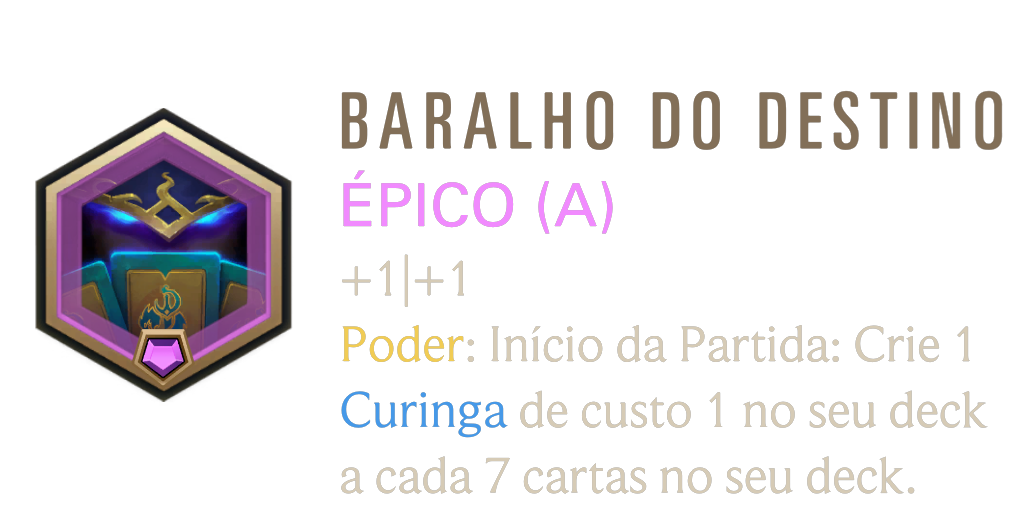 BARALHO DO DESTINO
ÉPICO (A)
+1|+1
Poder: Início da Partida: Crie 1
Curinga de custo 1 no seu deck
a cada 7 cartas no seu deck.